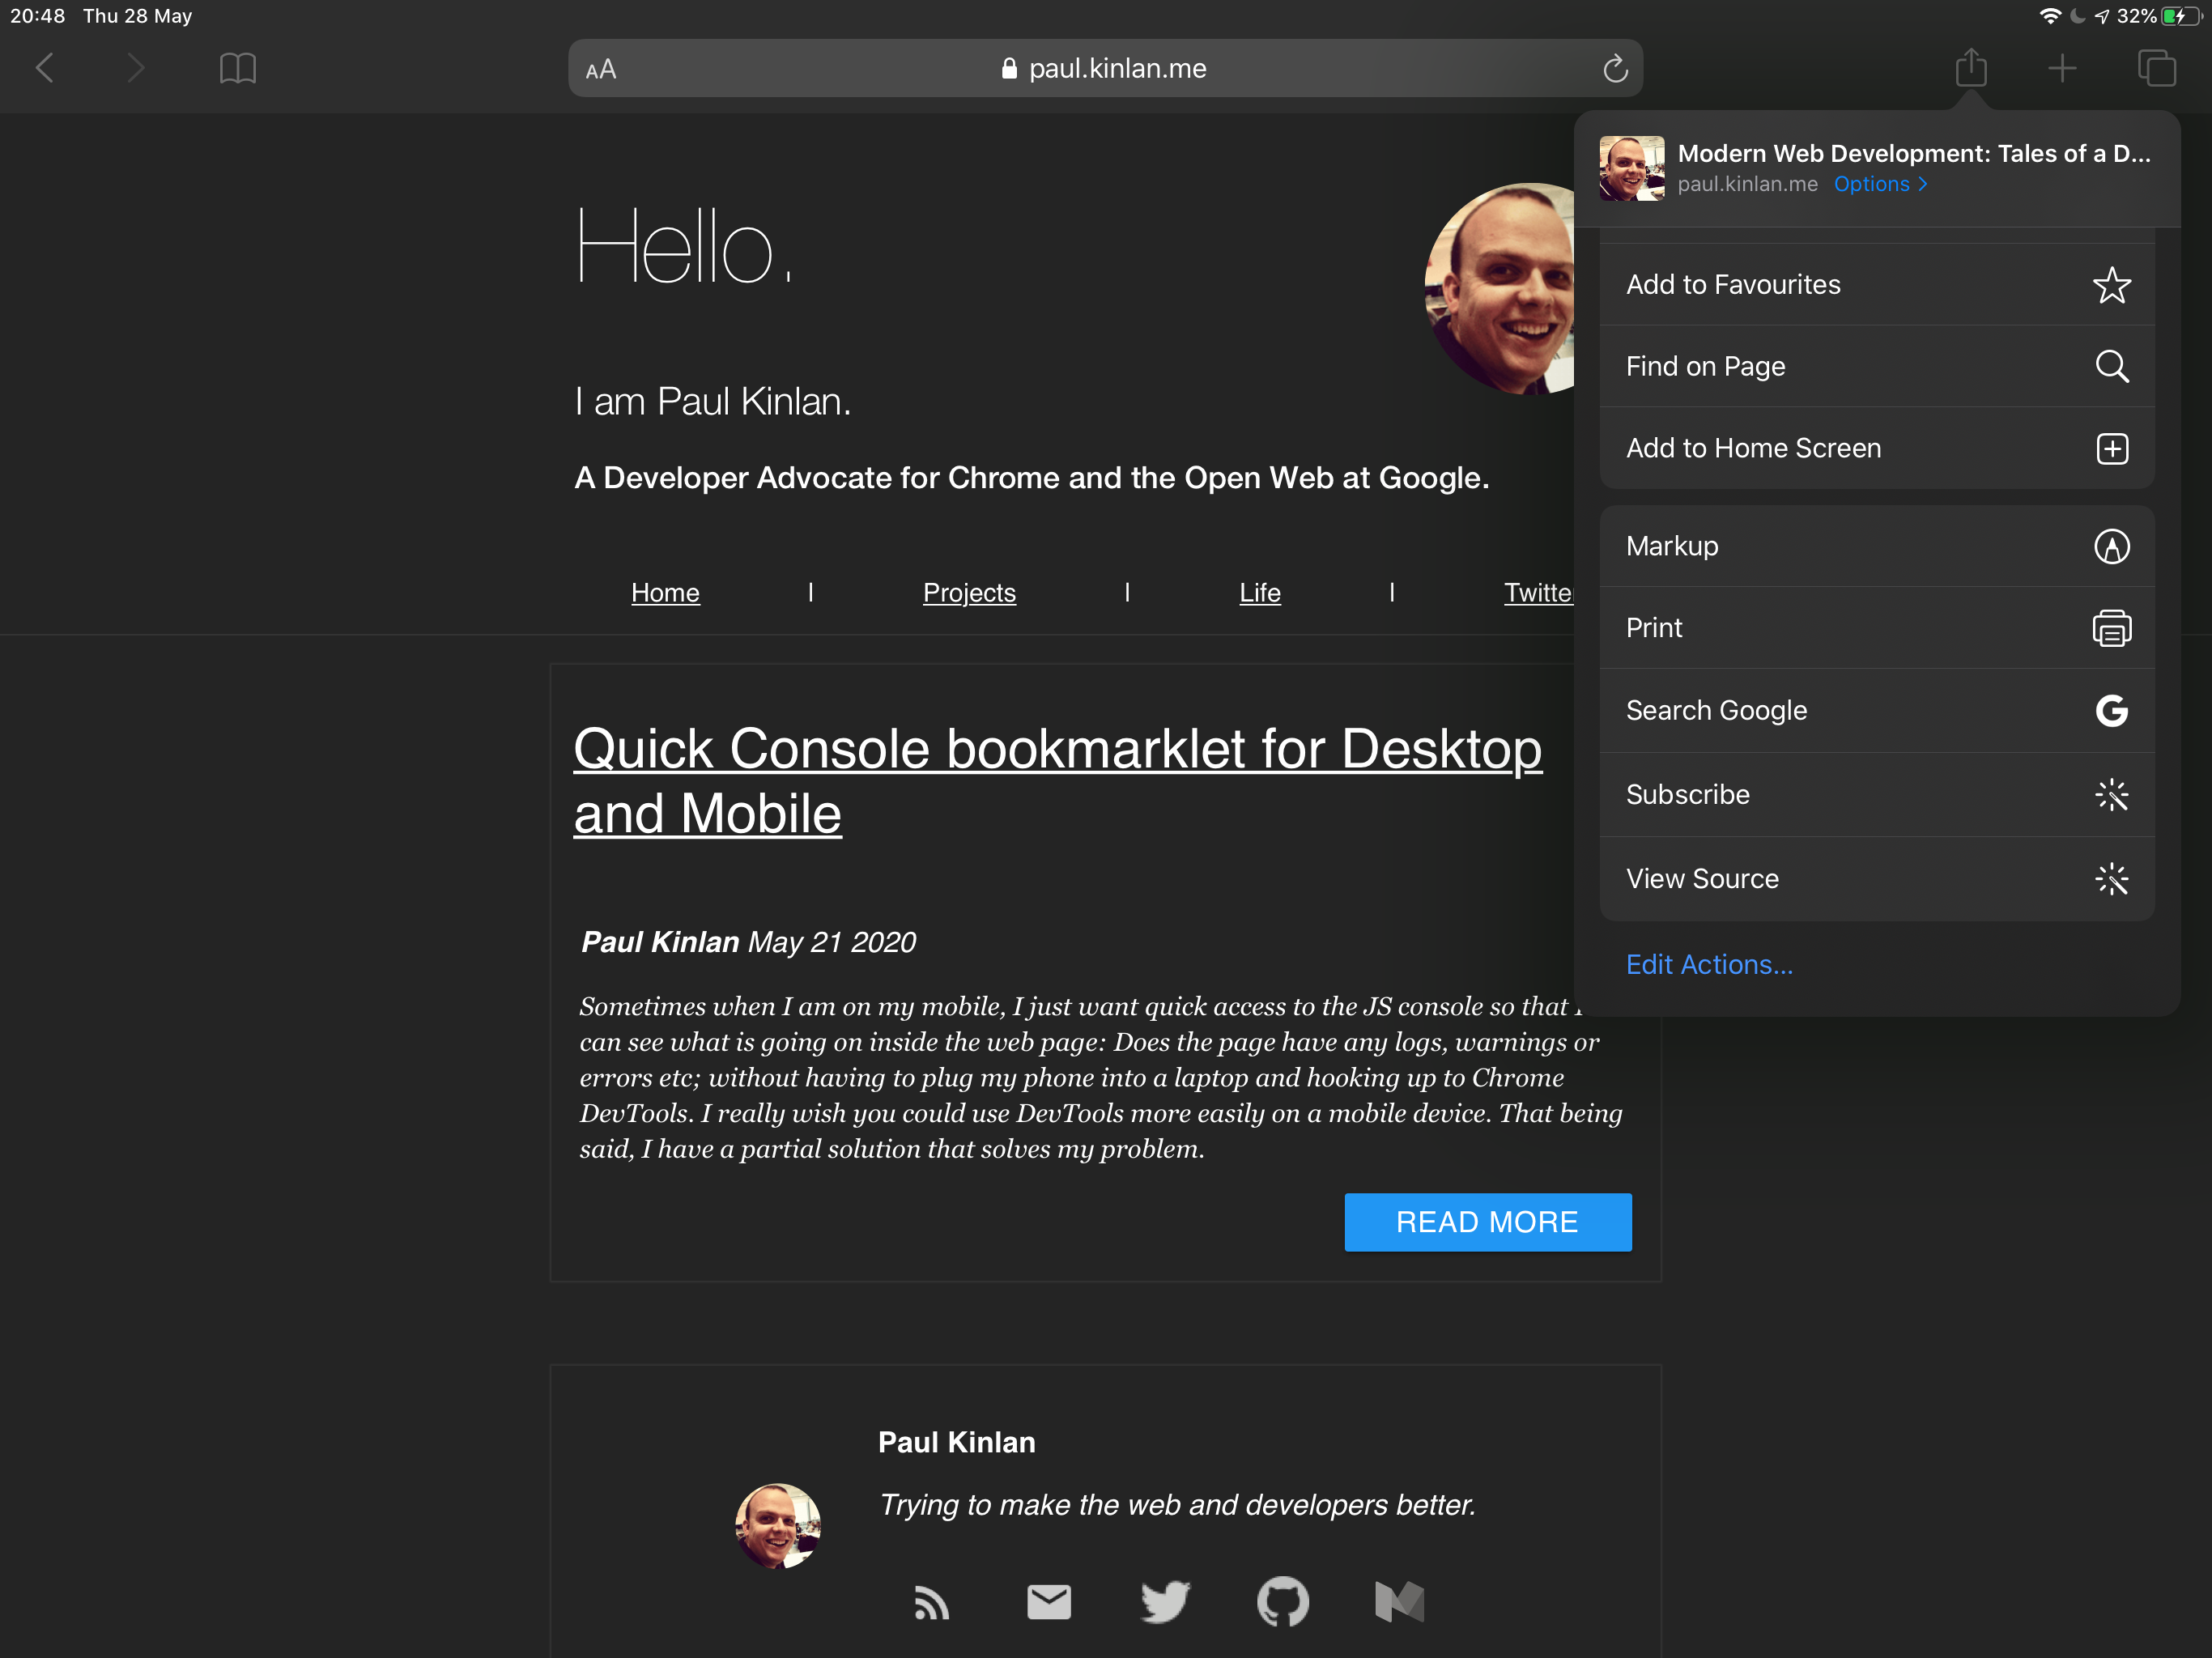 20:48 Thu 28 May
32%
AA
paul.kinlan.me
Hello.
I am Paul Kinlan.
A Developer Advocate for Chrome and the Open Web at Google.
Home | Projects | Life | Twitter
Quick Console bookmarklet for Desktop
and Mobile
Paul Kinlan May 21 2020
Sometimes when I am on my mobile, I just want quick access to the JS console so that I
can see what is going on inside the web page: Does the page have any logs, warnings or
errors etc; without having to plug my phone into a laptop and hooking up to Chrome
DevTools. I really wish you could use DevTools more easily on a mobile device. That being
said, I have a partial solution that solves my problem.
READ MORE
Paul Kinlan
Trying to make the web and developers better.
Modern Web Development: Tales of a D...
paul.kinlan.me Options >
Add to Favourites
Find on Page
Add to Home Screen
Markup
Print
Search Google
G
Subscribe
View Source
Edit Actions...